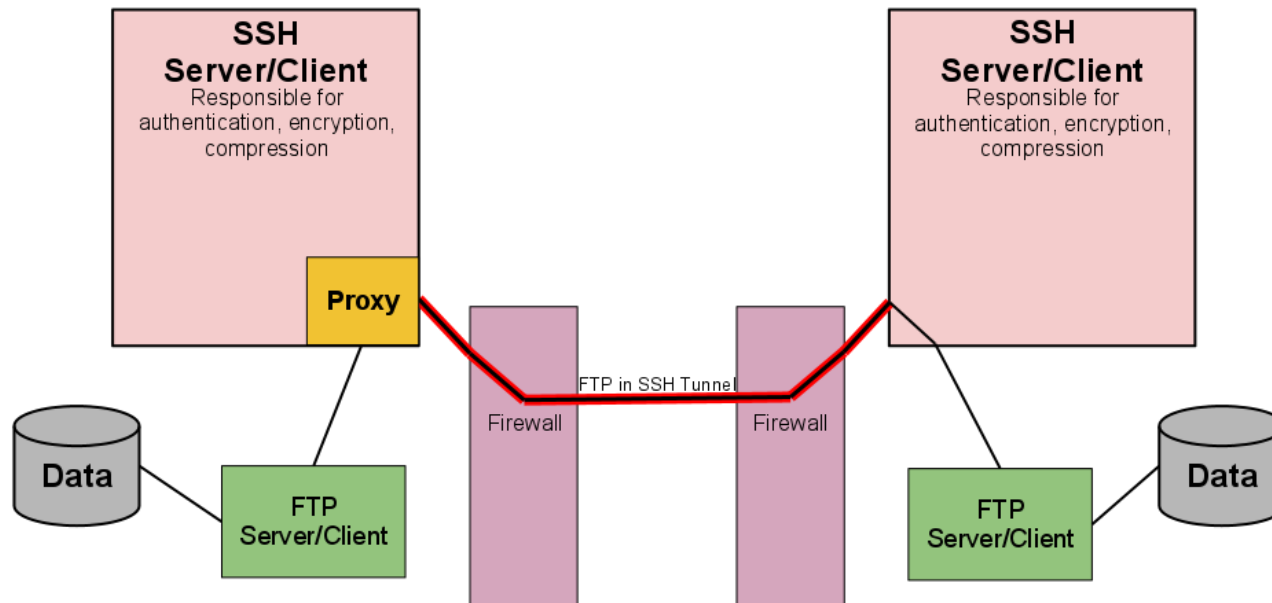 SSH
Server/Client
Responsible for
authentication, encryption,
compression
SSH
Server/Client
Responsible for
authentication, encryption,
compression
Proxy
FTP in SSH Tunnel
Firewall
Firewall
Data
FTP
Server/Client
FTP
Server/Client
Data